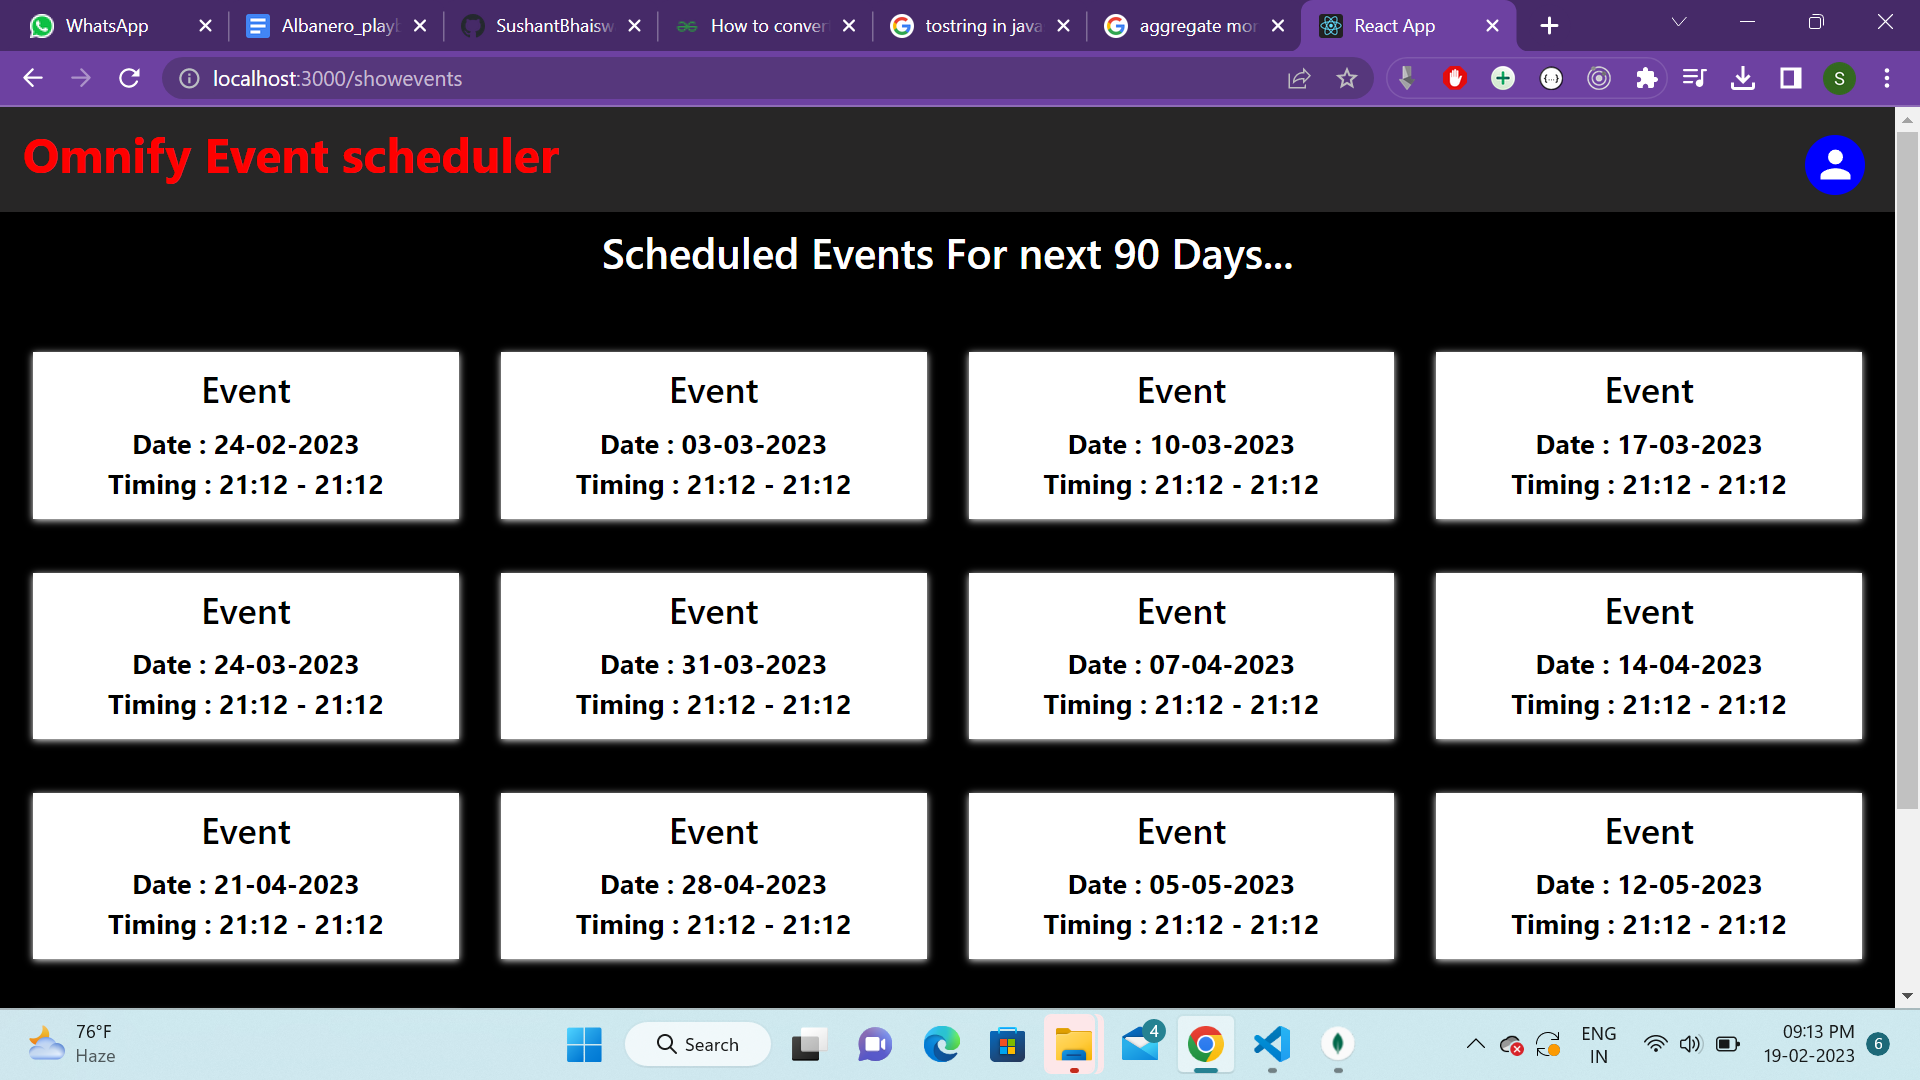 WhatsApp
Albanero_playb
SushantBhaisw
How to conver
tostring in java
aggregate mor
React App
localhost:3000/showevents
S
Omnify Event scheduler
Scheduled Events For next 90 Days...
Event
Date : 24-02-2023
Timing : 21:12 - 21:12
Event
Date : 03-03-2023
Timing : 21:12 - 21:12
Event
Date : 10-03-2023
Timing : 21:12 - 21:12
Event
Date : 17-03-2023
Timing : 21:12 - 21:12
Event
Date : 24-03-2023
Timing : 21:12 - 21:12
Event
Date : 31-03-2023
Timing : 21:12 - 21:12
Event
Date : 07-04-2023
Timing : 21:12 - 21:12
Event
Date : 14-04-2023
Timing : 21:12 - 21:12
Event
Date : 21-04-2023
Timing : 21:12 - 21:12
Event
Date : 28-04-2023
Timing : 21:12 - 21:12
Event
Date : 05-05-2023
Timing : 21:12 - 21:12
Event
Date : 12-05-2023
Timing : 21:12 - 21:12
76°F
Haze
Search
4
ENG
IN
09:13 PM
19-02-2023
6